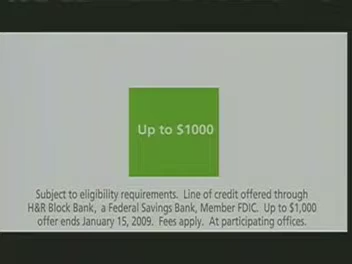 Up to $1000
Subject to eligibility requirements. Line of credit offered through
H&R Block Bank, a Federal Savings Bank, Member FDIC. Up to $1,000
offer ends January 15, 2009. Fees apply. At participating offices.